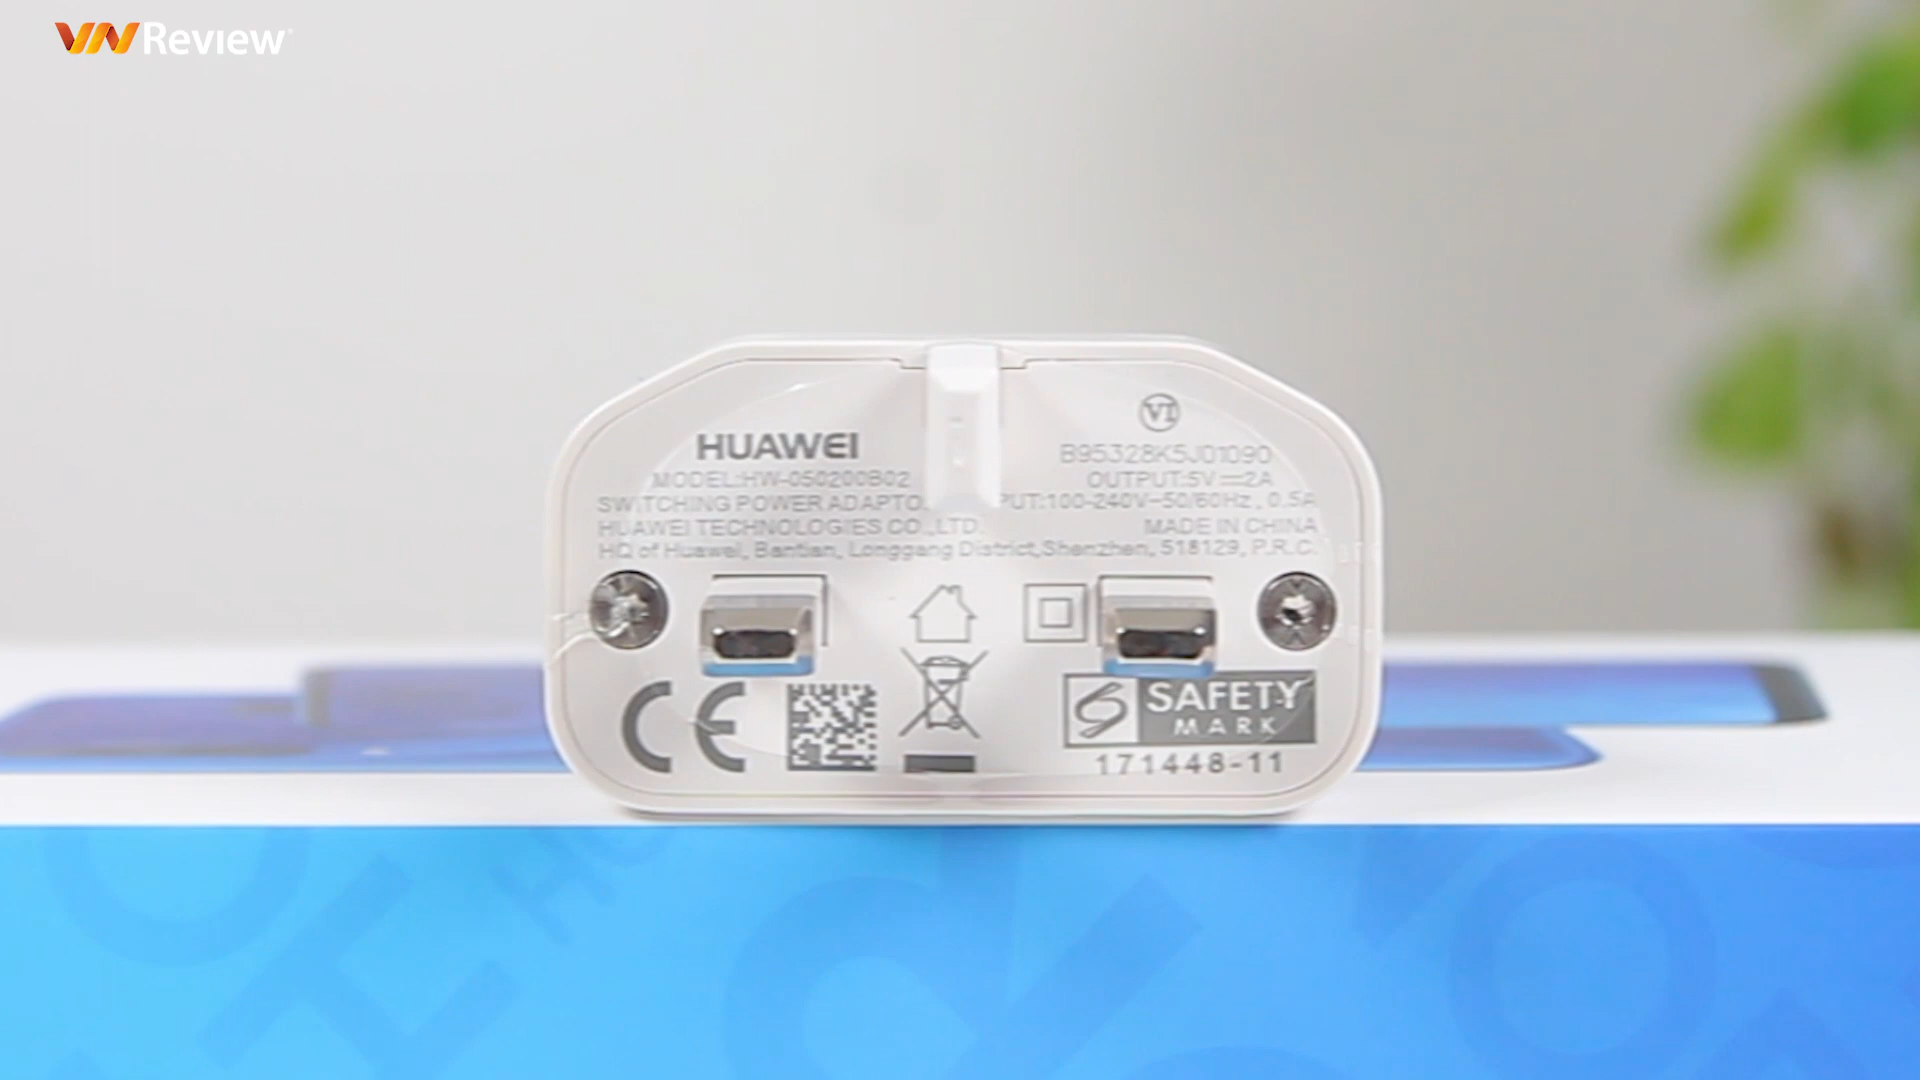 VNReview
VI
HUAWEI
B95328K5J01090
MODEL:HW-050200B02
OUTPUT:5V⎓2A
SWITCHING POWER ADAPTO PUT:100-240V~50/60Hz, 0.5A
HUAWEI TECHNOLOGIES CO.,LTD. MADE IN CHINA
HQ of Huawei, Bantian, Longgang District,Shenzhen, 518129, P.R.C.
CE
SAFETY
MARK
171448-11